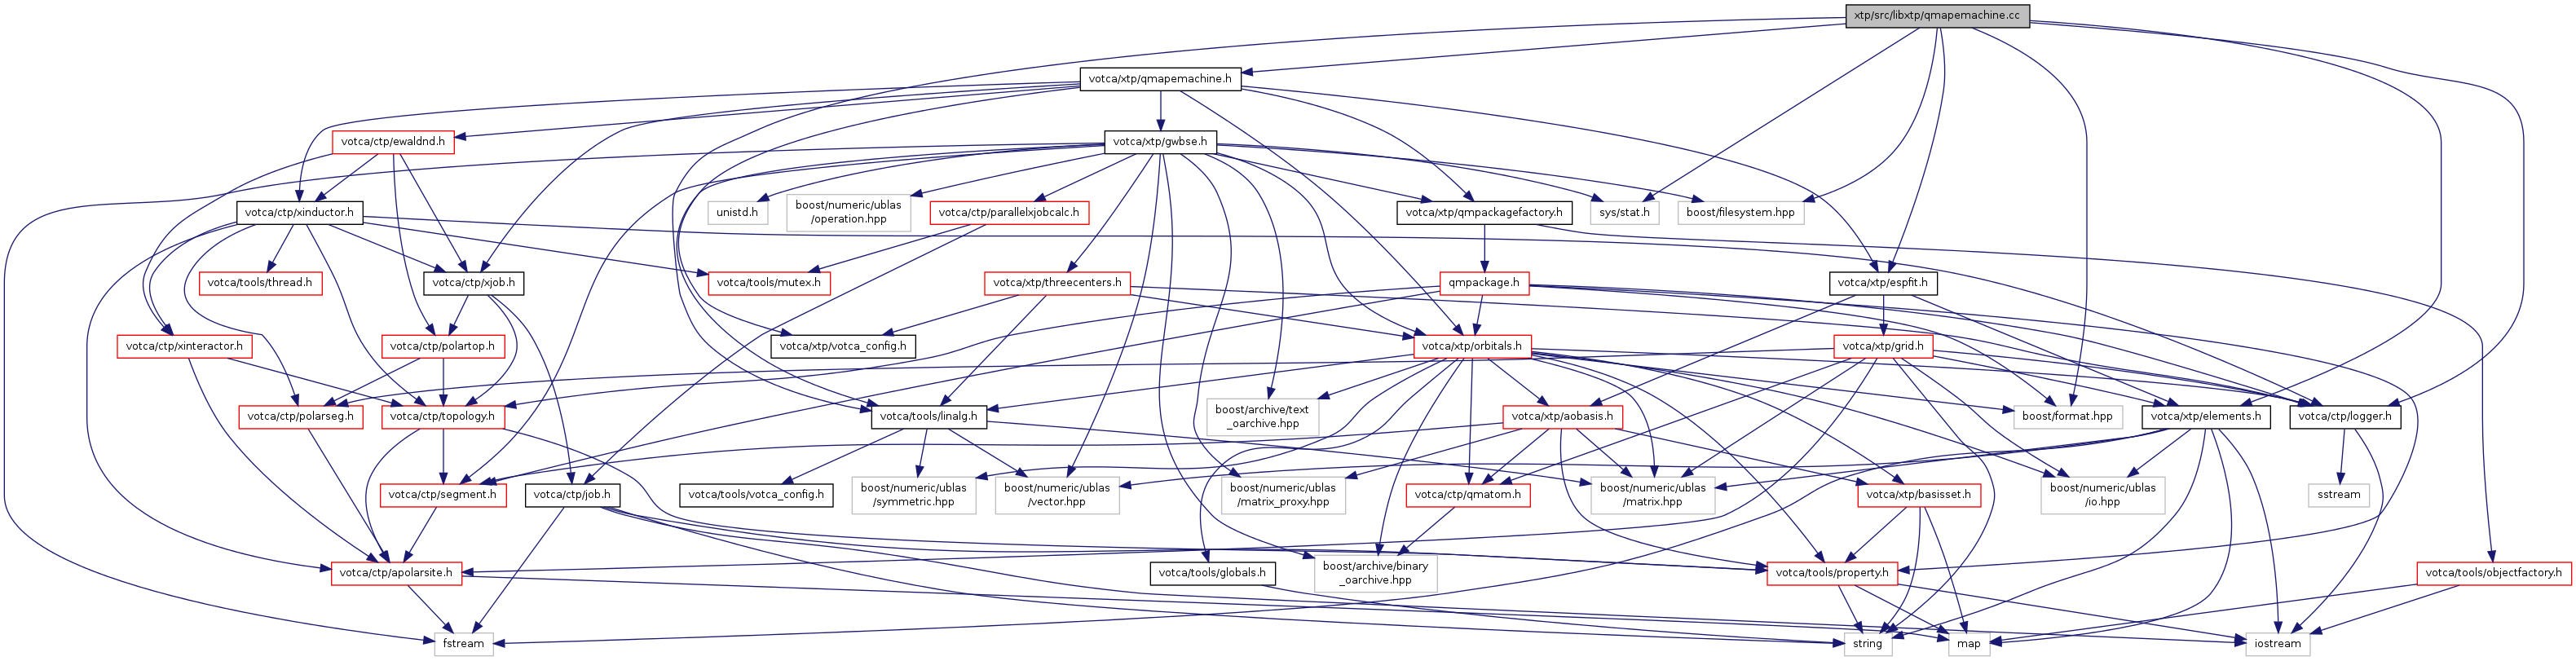 xtp/src/libxtp/qmapemachine.cc
votca/xtp/qmapemachine.h
votca/ctp/ewaldnd.h
votca/xtp/gwbse.h
votca/ctp/xinductor.h
unistd.h
boost/numeric/ublas
/operation.hpp
votca/ctp/parallelxjobcalc.h
votca/xtp/qmpackagefactory.h
sys/stat.h
boost/filesystem.hpp
votca/tools/thread.h
votca/ctp/xjob.h
votca/tools/mutex.h
votca/xtp/threecenters.h
qmpackage.h
votca/xtp/espfit.h
votca/ctp/xinteractor.h
votca/ctp/polartop.h
votca/xtp/votca_config.h
votca/xtp/orbitals.h
votca/xtp/grid.h
votca/ctp/polarseg.h
votca/ctp/topology.h
votca/tools/linalg.h
boost/archive/text
_oarchive.hpp
votca/xtp/aobasis.h
boost/format.hpp
votca/xtp/elements.h
votca/ctp/logger.h
votca/ctp/segment.h
votca/ctp/job.h
votca/tools/votca_config.h
boost/numeric/ublas
/symmetric.hpp
boost/numeric/ublas
/vector.hpp
boost/numeric/ublas
/matrix_proxy.hpp
votca/ctp/qmatom.h
boost/numeric/ublas
/matrix.hpp
votca/xtp/basisset.h
boost/numeric/ublas
/io.hpp
sstream
votca/ctp/apolarsite.h
votca/tools/globals.h
boost/archive/binary
_oarchive.hpp
votca/tools/property.h
votca/tools/objectfactory.h
fstream
string
map
iostream